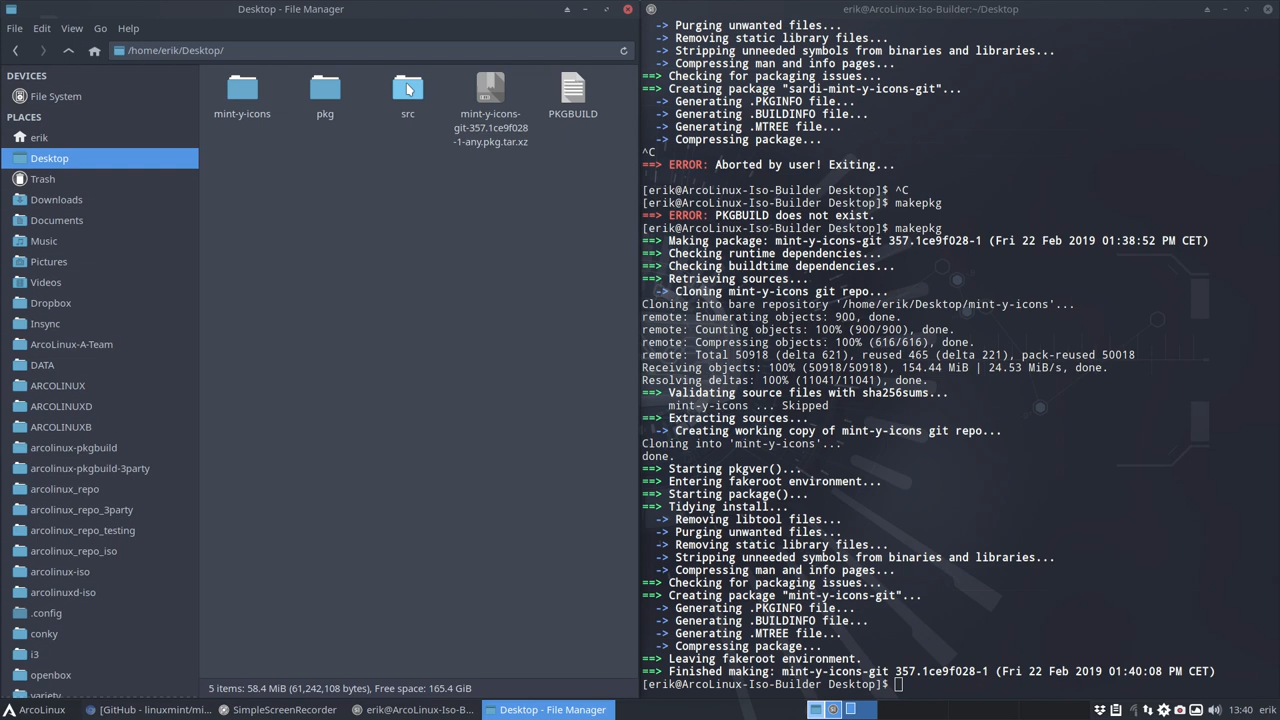 Desktop - File Manager
File Edit View Go Help
/home/erik/Desktop/
DEVICES
File System
PLACES
erik
Desktop
Trash
Downloads
Documents
Music
Pictures
Videos
Dropbox
Insync
ArcoLinux-A-Team
DATA
ARCOLINUX
ARCOLINUXD
ARCOLINUXB
arcolinux-pkgbuild
arcolinux-pkgbuild-3party
arcolinux_repo
arcolinux_repo_3party
arcolinux_repo_testing
arcolinux_repo_iso
arcolinux-iso
arcolinuxd-iso
.config
conky
i3
openbox
variety
mint-y-icons
pkg
src
mint-y-icons-
git-357.1ce9f028
-1-any.pkg.tar.xz
PKGBUILD
5 items: 58.4 MiB (61,242,108 bytes), Free space: 165.4 GiB
erik@ArcoLinux-Iso-Builder:~/Desktop
-> Purging unwanted files...
-> Removing static library files...
-> Stripping unneeded symbols from binaries and libraries...
-> Compressing man and info pages...
==> Checking for packaging issues...
==> Creating package "sardi-mint-y-icons-git"...
-> Generating .PKGINFO file...
-> Generating .BUILDINFO file...
-> Generating .MTREE file...
-> Compressing package...
^C
==> ERROR: Aborted by user! Exiting...
[erik@ArcoLinux-Iso-Builder Desktop]$ ^C
[erik@ArcoLinux-Iso-Builder Desktop]$ makepkg
==> ERROR: PKGBUILD does not exist.
[erik@ArcoLinux-Iso-Builder Desktop]$ makepkg
==> Making package: mint-y-icons-git 357.1ce9f028-1 (Fri 22 Feb 2019 01:38:52 PM CET)
==> Checking runtime dependencies...
==> Checking buildtime dependencies...
==> Retrieving sources...
-> Cloning mint-y-icons git repo...
Cloning into bare repository '/home/erik/Desktop/mint-y-icons'...
remote: Enumerating objects: 900, done.
remote: Counting objects: 100% (900/900), done.
remote: Compressing objects: 100% (616/616), done.
remote: Total 50918 (delta 621), reused 465 (delta 221), pack-reused 50018
Receiving objects: 100% (50918/50918), 154.44 MiB | 24.53 MiB/s, done.
Resolving deltas: 100% (11041/11041), done.
==> Validating source files with sha256sums...
mint-y-icons ... Skipped
==> Extracting sources...
-> Creating working copy of mint-y-icons git repo...
Cloning into 'mint-y-icons'...
done.
==> Starting pkgver()...
==> Entering fakeroot environment...
==> Starting package()...
==> Tidying install...
-> Removing libtool files...
-> Purging unwanted files...
-> Removing static library files...
-> Stripping unneeded symbols from binaries and libraries...
-> Compressing man and info pages...
==> Checking for packaging issues...
==> Creating package "mint-y-icons-git"...
-> Generating .PKGINFO file...
-> Generating .BUILDINFO file...
-> Generating .MTREE file...
-> Compressing package...
==> Leaving fakeroot environment.
==> Finished making: mint-y-icons-git 357.1ce9f028-1 (Fri 22 Feb 2019 01:40:08 PM CET)
[erik@ArcoLinux-Iso-Builder Desktop]$
ArcoLinux [GitHub - linuxmint/mi... SimpleScreenRecorder erik@ArcoLinux-Iso-B... Desktop - File Manager 13:40 erik